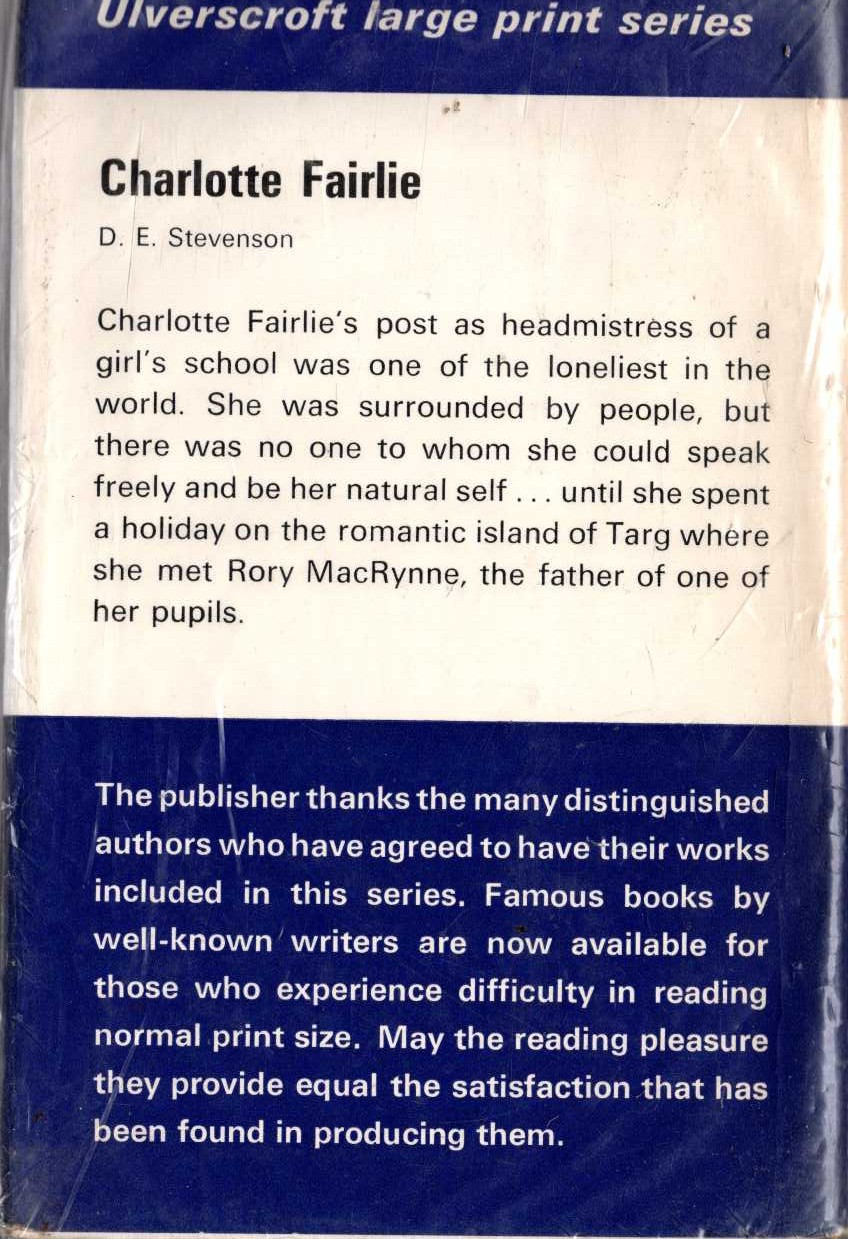 Ulverscroft large print series
Charlotte Fairlie
D. E. Stevenson
Charlotte Fairlie's post as headmistress of a
girl's school was one of the loneliest in the
world. She was surrounded by people, but
there was no one to whom she could speak
freely and be her natural self ... until she spent
a holiday on the romantic island of Targ where
she met Rory MacRynne, the father of one of
her pupils.
The publisher thanks the many distinguished
authors who have agreed to have their works
included in this series. Famous books by
well-known writers are now available for
those who experience difficulty in reading
normal print size. May the reading pleasure
they provide equal the satisfaction that has
been found in producing them.